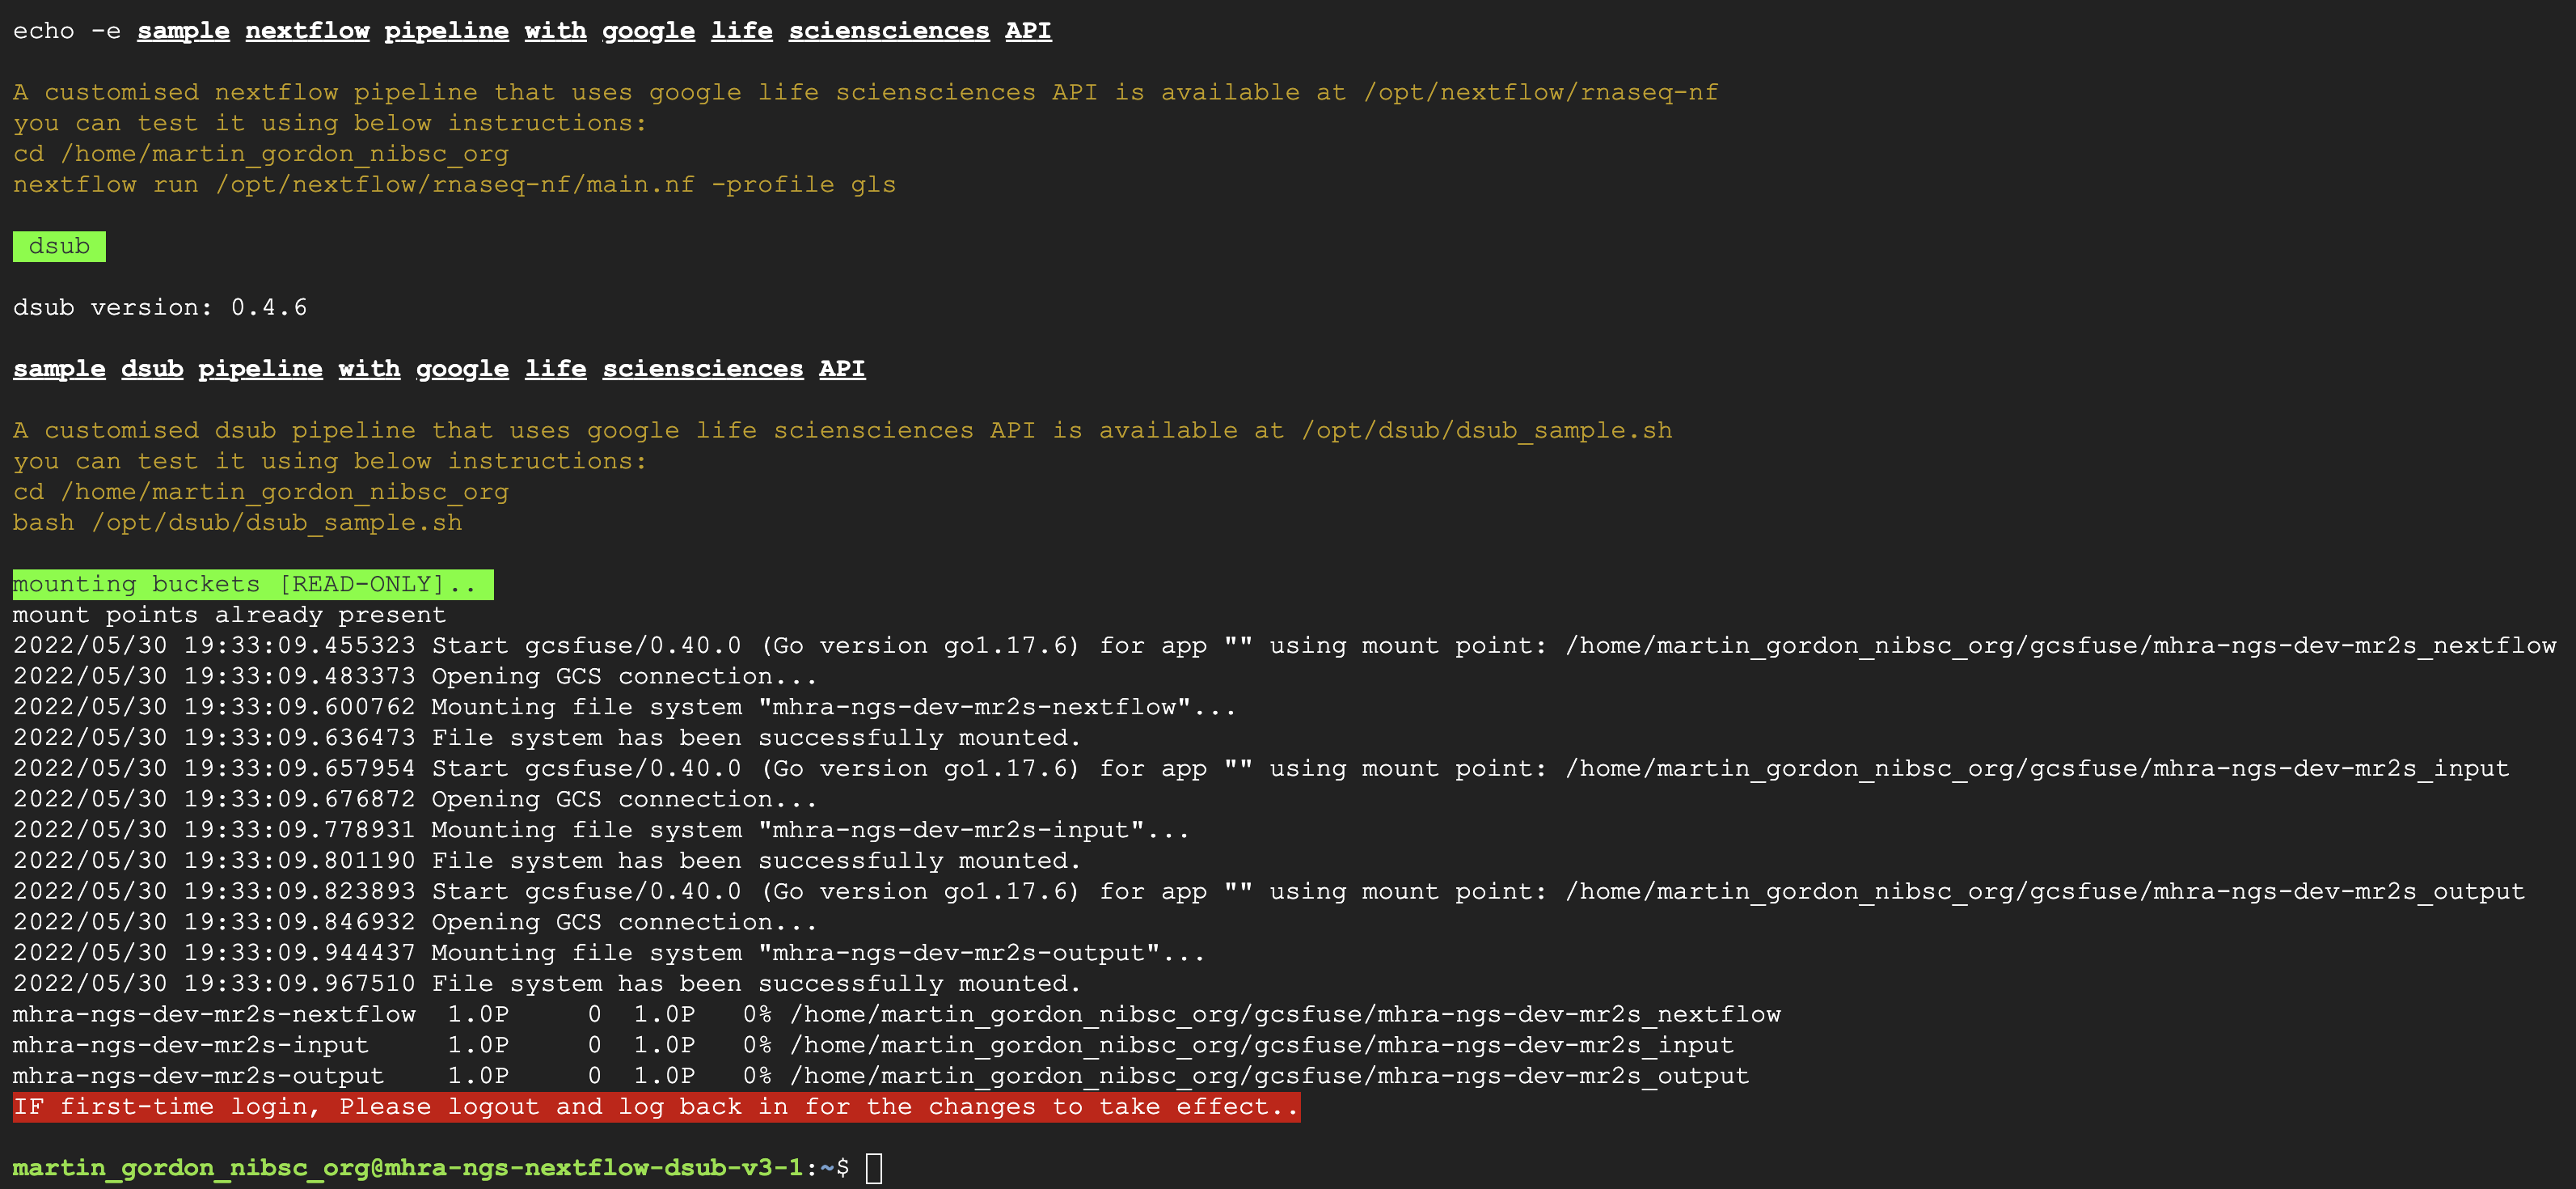 echo -e sample nextflow pipeline with google life sciensciences API
A customised nextflow pipeline that uses google life sciensciences API is available at /opt/nextflow/rnaseq-nf
you can test it using below instructions:
cd /home/martin_gordon_nibsc_org
nextflow run /opt/nextflow/rnaseq-nf/main.nf -profile gls
dsub
dsub version: 0.4.6
sample dsub pipeline with google life sciensciences API
A customised dsub pipeline that uses google life sciensciences API is available at /opt/dsub/dsub_sample.sh
you can test it using below instructions:
cd /home/martin_gordon_nibsc_org
bash /opt/dsub/dsub_sample.sh
mounting buckets [READ-ONLY]..
mount points already present
2022/05/30 19:33:09.455323 Start gcsfuse/0.40.0 (Go version go1.17.6) for app "" using mount point: /home/martin_gordon_nibsc_org/gcsfuse/mhra-ngs-dev-mr2s_nextflow
2022/05/30 19:33:09.483373 Opening GCS connection...
2022/05/30 19:33:09.600762 Mounting file system "mhra-ngs-dev-mr2s-nextflow"...
2022/05/30 19:33:09.636473 File system has been successfully mounted.
2022/05/30 19:33:09.657954 Start gcsfuse/0.40.0 (Go version go1.17.6) for app "" using mount point: /home/martin_gordon_nibsc_org/gcsfuse/mhra-ngs-dev-mr2s_input
2022/05/30 19:33:09.676872 Opening GCS connection...
2022/05/30 19:33:09.778931 Mounting file system "mhra-ngs-dev-mr2s-input"...
2022/05/30 19:33:09.801190 File system has been successfully mounted.
2022/05/30 19:33:09.823893 Start gcsfuse/0.40.0 (Go version go1.17.6) for app "" using mount point: /home/martin_gordon_nibsc_org/gcsfuse/mhra-ngs-dev-mr2s_output
2022/05/30 19:33:09.846932 Opening GCS connection...
2022/05/30 19:33:09.944437 Mounting file system "mhra-ngs-dev-mr2s-output"...
2022/05/30 19:33:09.967510 File system has been successfully mounted.
mhra-ngs-dev-mr2s-nextflow  1.0P     0  1.0P   0% /home/martin_gordon_nibsc_org/gcsfuse/mhra-ngs-dev-mr2s_nextflow
mhra-ngs-dev-mr2s-input     1.0P     0  1.0P   0% /home/martin_gordon_nibsc_org/gcsfuse/mhra-ngs-dev-mr2s_input
mhra-ngs-dev-mr2s-output    1.0P     0  1.0P   0% /home/martin_gordon_nibsc_org/gcsfuse/mhra-ngs-dev-mr2s_output
IF first-time login, Please logout and log back in for the changes to take effect..
martin_gordon_nibsc_org@mhra-ngs-nextflow-dsub-v3-1:~$